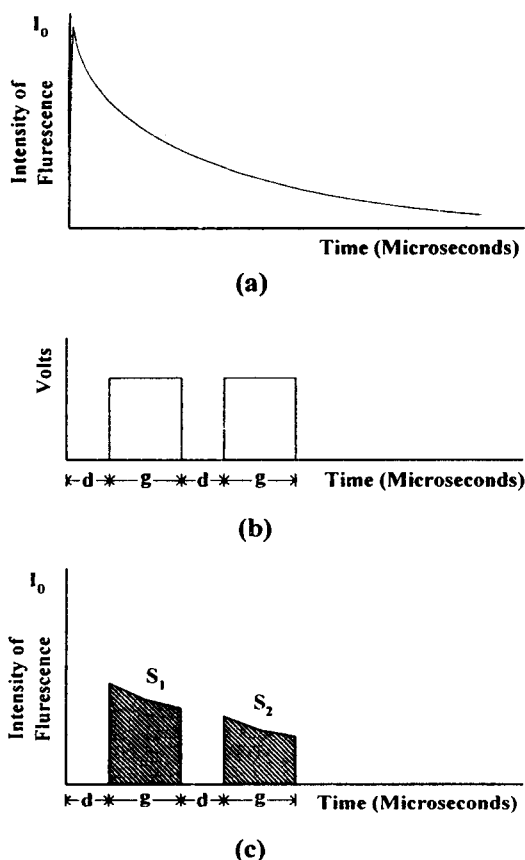 I₀
Intensity of
Flurescence
Time (Microseconds)
(a)
Volts
d g d g Time (Microseconds)
(b)
I₀
Intensity of
Flurescence
S₁
S₂
d g d g Time (Microseconds)
(c)